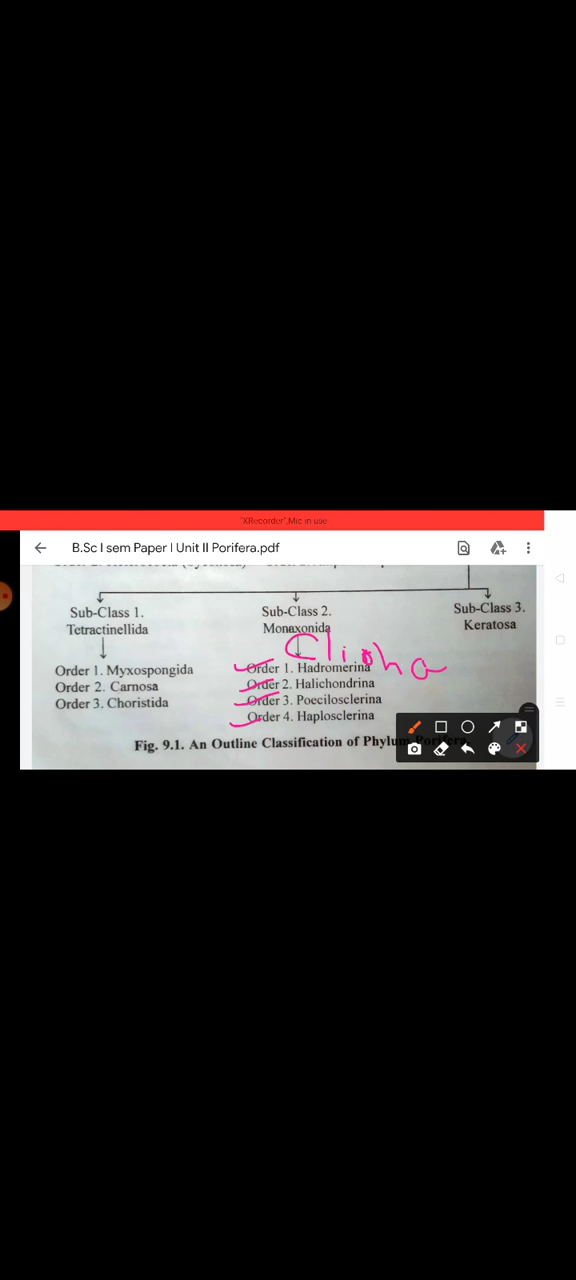 "XRecorder",Mic in use
B.Sc I sem Paper I Unit II Porifera.pdf
Sub-Class 1.
Tetractinellida
Sub-Class 2.
Monaxonida
Sub-Class 3.
Keratosa
Order 1. Myxospongida
Order 2. Carnosa
Order 3. Choristida
Cliona
Order 1. Hadromerina
Order 2. Halichondrina
Order 3. Poecilosclerina
Order 4. Haplosclerina
Fig. 9.1. An Outline Classification of Phylum Porifera